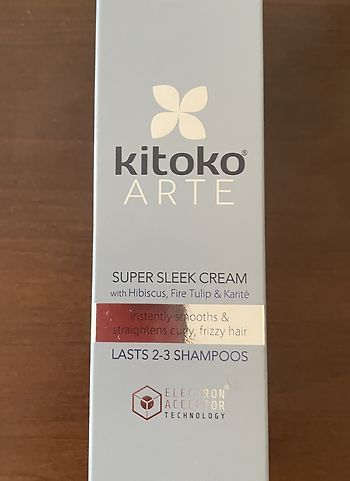 kitoko®
ARTE
SUPER SLEEK CREAM
with Hibiscus, Fire Tulip & Karité
Instantly smooths &
straightens curly, frizzy hair
LASTS 2-3 SHAMPOOS
ELECTRON
ACCEPTOR
TECHNOLOGY